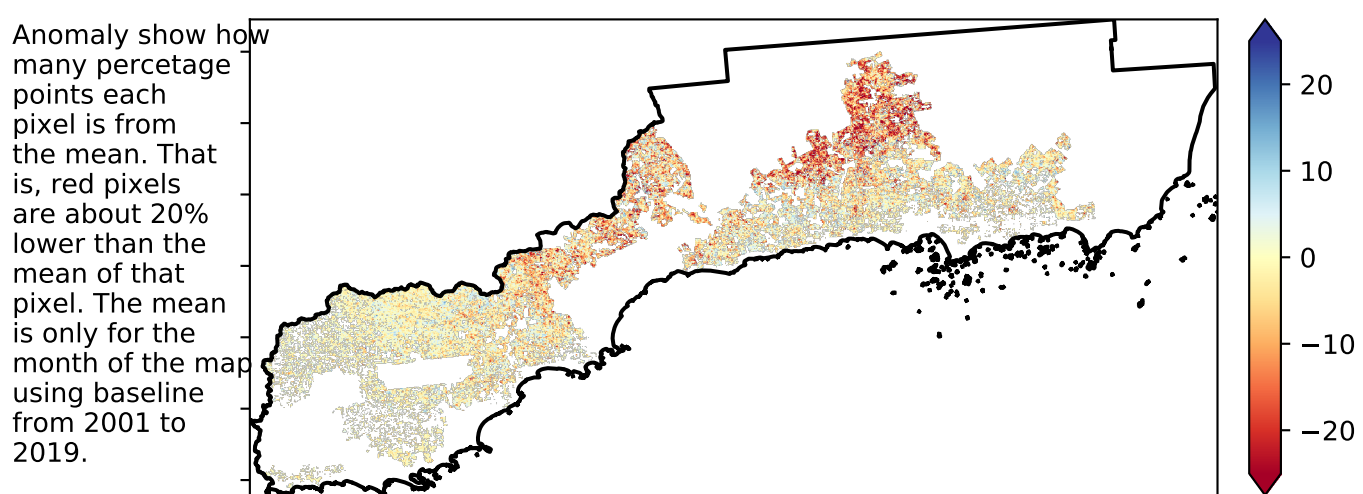 Anomaly show how
many percetage
points each
pixel is from
the mean. That
is, red pixels
are about 20%
lower than the
mean of that
pixel. The mean
is only for the
month of the map
using baseline
from 2001 to
2019.
20
10
0
−10
−20